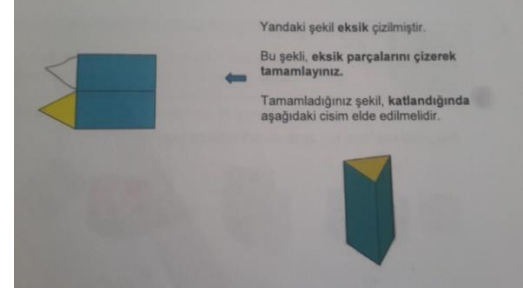 Yandaki şekil eksik çizilmiştir.
Bu şekli, eksik parçalarını çizerek
tamamlayınız.
Tamamladığınız şekil, katlandığında
aşağıdaki cisim elde edilmelidir.